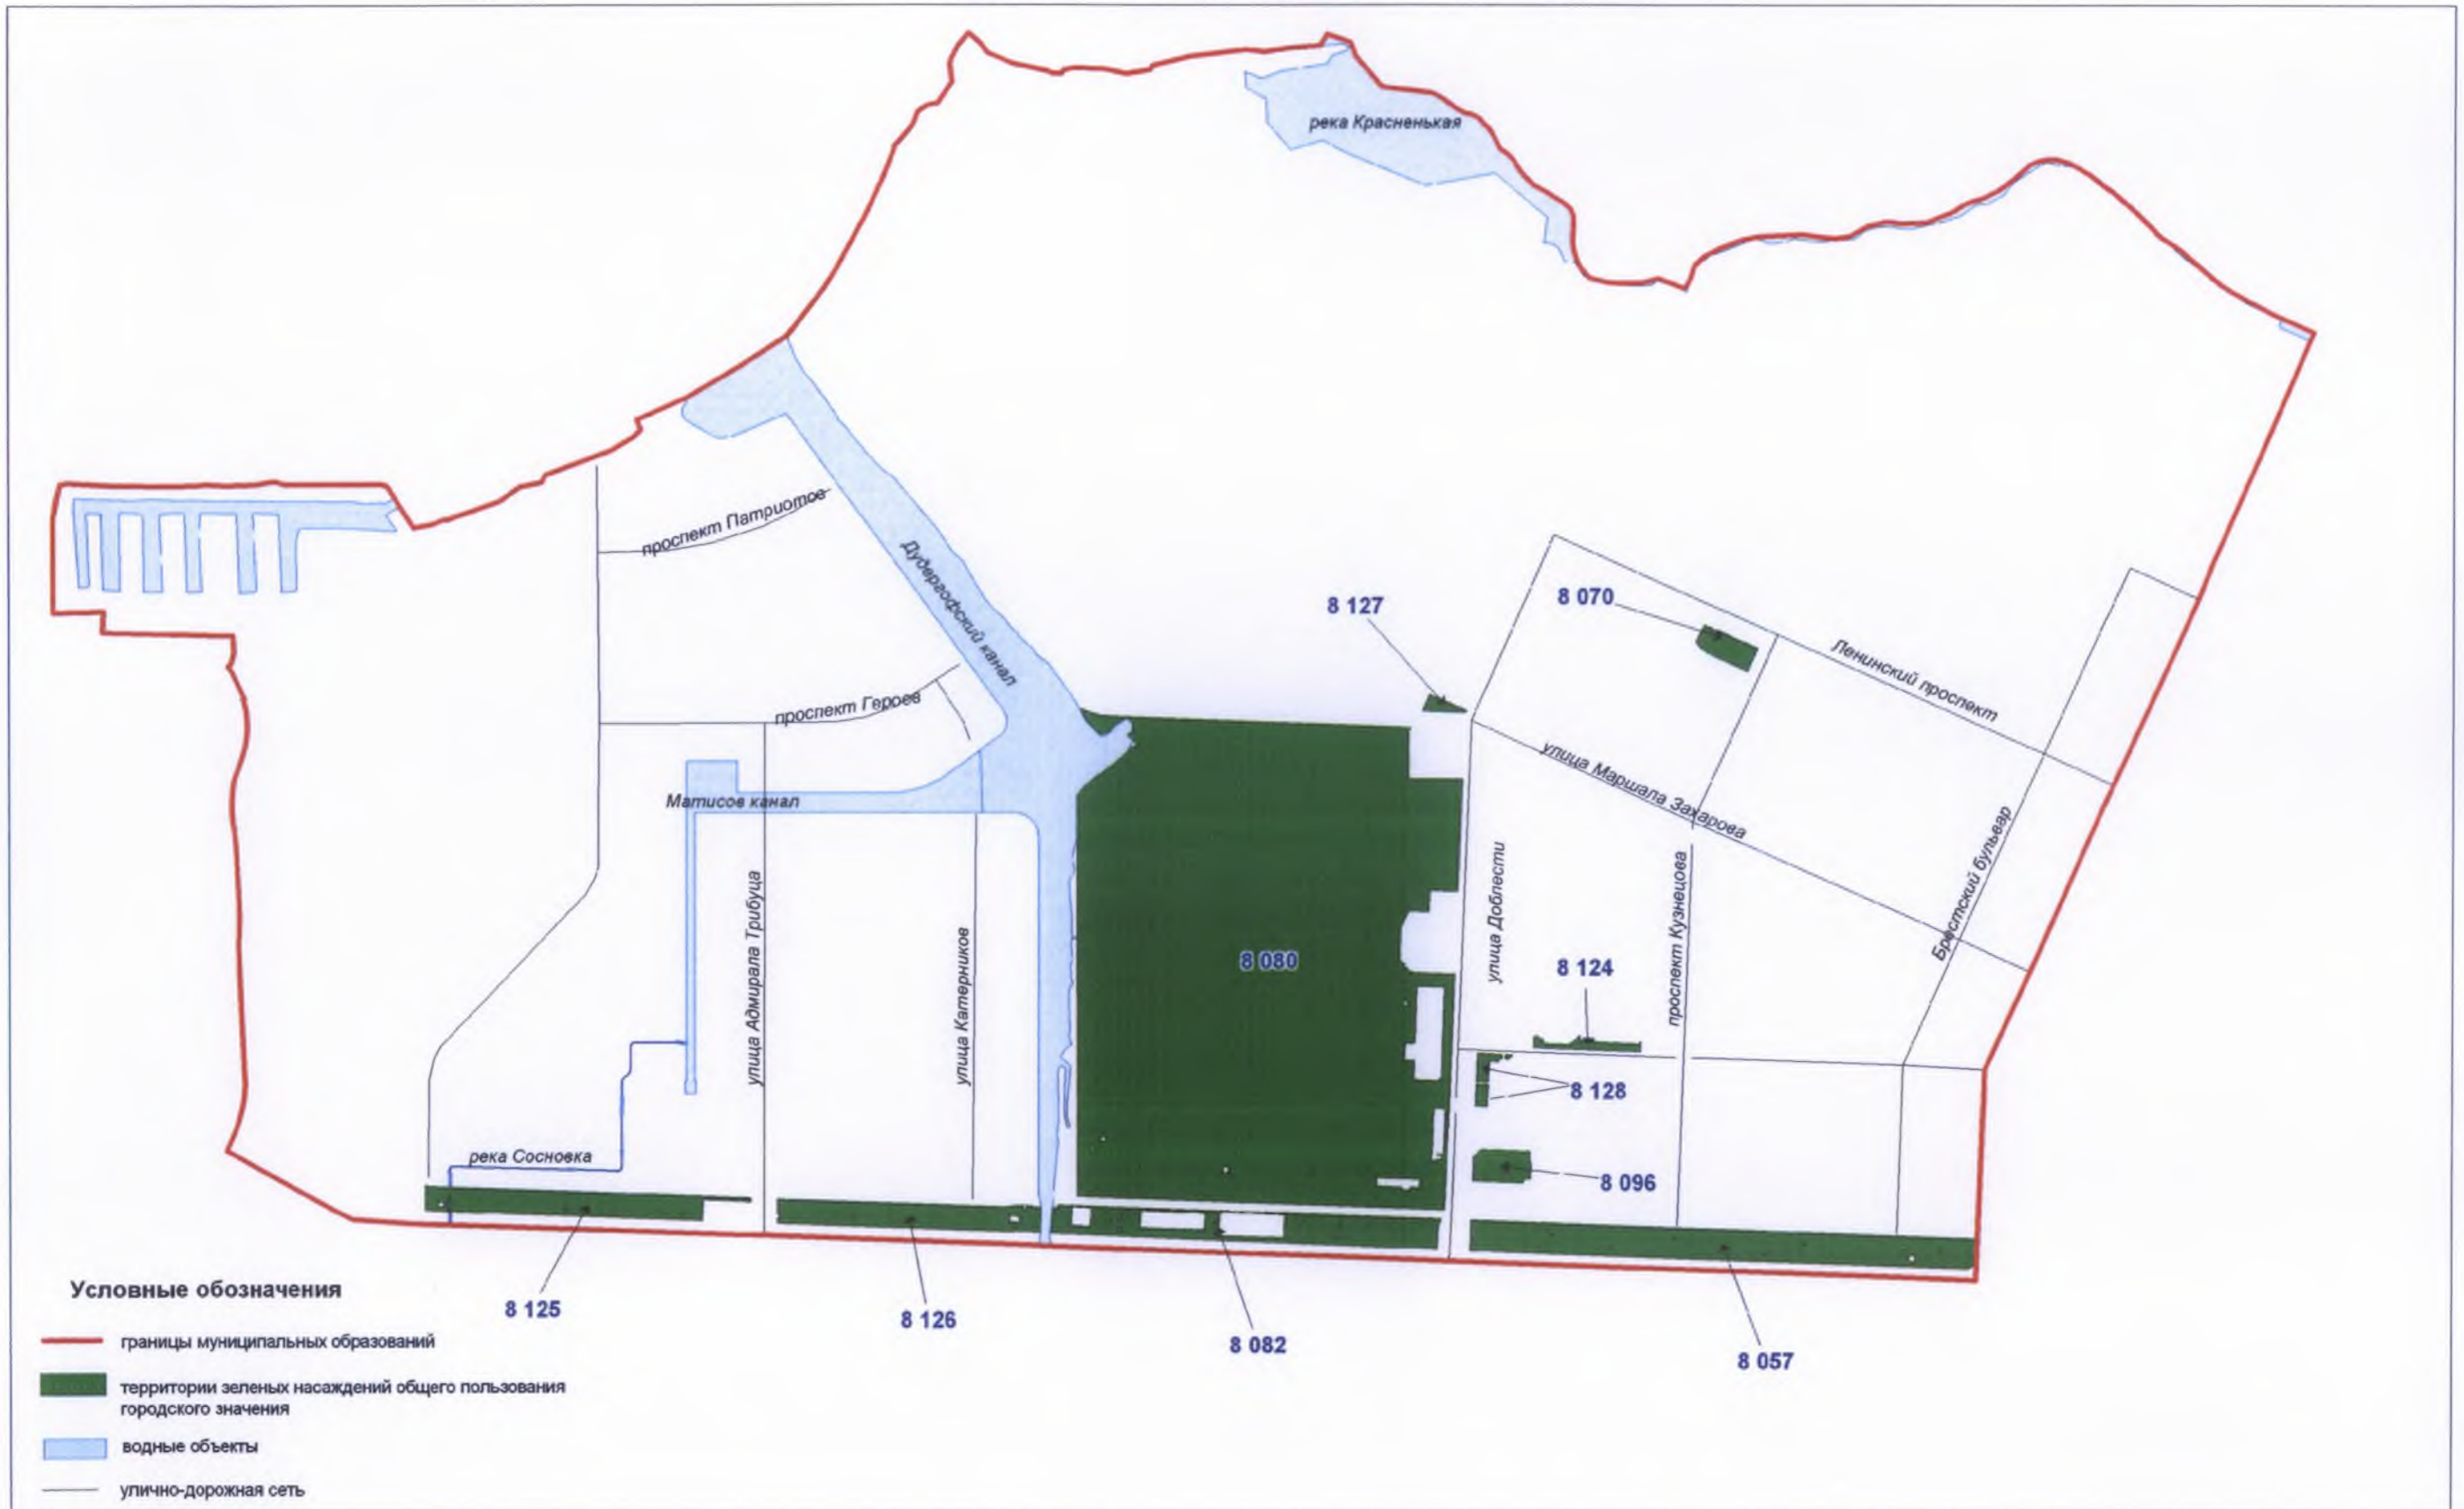 река Красненькая
проспект Патриотов
Дудергофский канал
8 127
8 070
Ленинский проспект
проспект Героев
улица Маршала Захарова
Матисов канал
Брестский бульвар
улица Доблести
проспект Кузнецова
улица Адмирала Трибуца
улица Катерников
8 080
8 124
8 128
река Сосновка
8 096
Условные обозначения
8 125
8 126
8 082
8 057
границы муниципальных образований
территории зеленых насаждений общего пользования
городского значения
водные объекты
улично-дорожная сеть